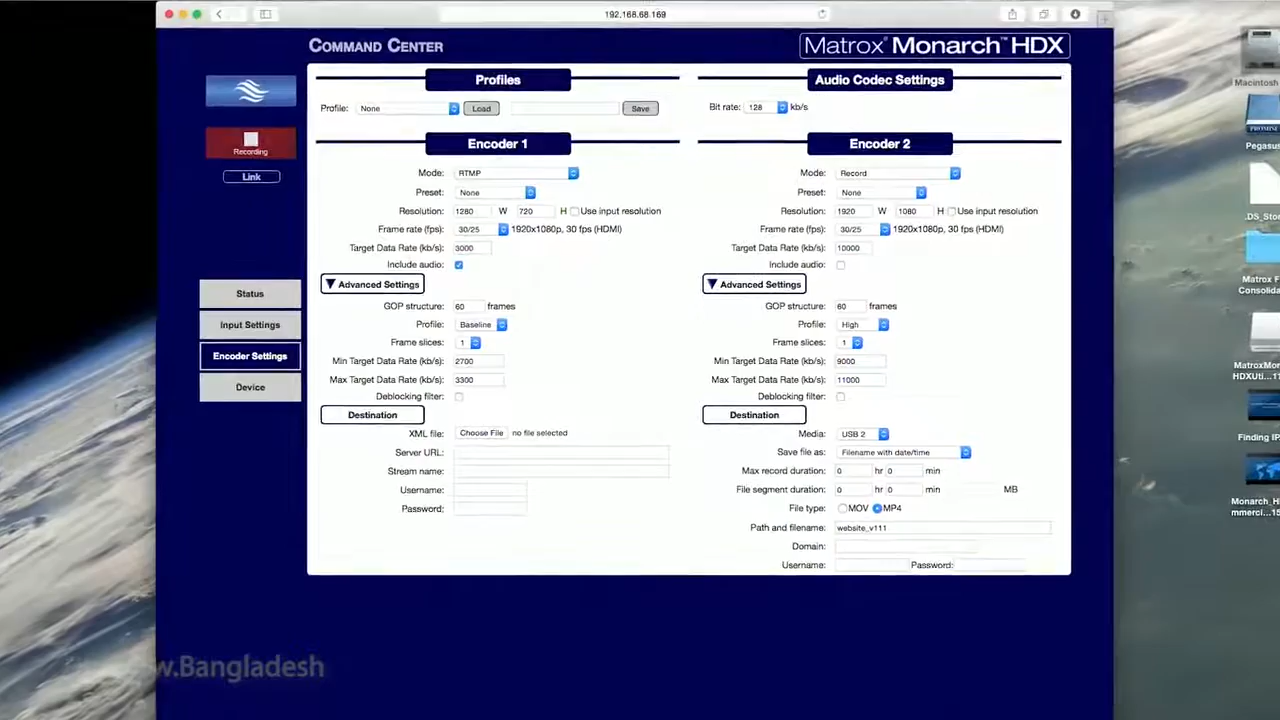 192.168.68.169
COMMAND CENTER
Matrox® Monarch™ HDX
Recording
Link
Status
Input Settings
Encoder Settings
Device
Profiles
Profile: None Load Save
Audio Codec Settings
Bit rate: 128 kb/s
Encoder 1
Mode: RTMP
Preset: None
Resolution: 1280 W 720 H Use input resolution
Frame rate (fps): 30/25 1920x1080p, 30 fps (HDMI)
Target Data Rate (kb/s): 3000
Include audio:
Advanced Settings
GOP structure: 60 frames
Profile: Baseline
Frame slices: 1
Min Target Data Rate (kb/s): 2700
Max Target Data Rate (kb/s): 3300
Deblocking filter:
Destination
XML file: Choose File no file selected
Server URL:
Stream name:
Username:
Password:
Encoder 2
Mode: Record
Preset: None
Resolution: 1920 W 1080 H Use input resolution
Frame rate (fps): 30/25 1920x1080p, 30 fps (HDMI)
Target Data Rate (kb/s): 10000
Include audio:
Advanced Settings
GOP structure: 60 frames
Profile: High
Frame slices: 1
Min Target Data Rate (kb/s): 9000
Max Target Data Rate (kb/s): 11000
Deblocking filter:
Destination
Media: USB 2
Save file as: Filename with date/time
Max record duration: 0 hr 0 min
File segment duration: 0 hr 0 min MB
File type: MOV MP4
Path and filename: website_v111
Domain:
Username: Password:
Macintosh
Pegasus
.DS_Stor
Matrox F
Consolida
MatroxMon
HDXUti...11
Finding IP
Monarch_H
mmerci...15
w.Bangladesh